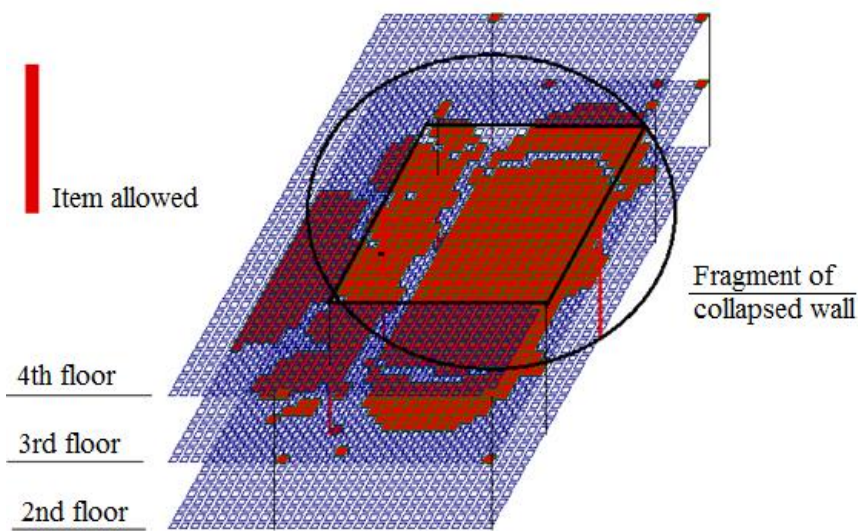 Item allowed
Fragment of
collapsed wall
4th floor
3rd floor
2nd floor